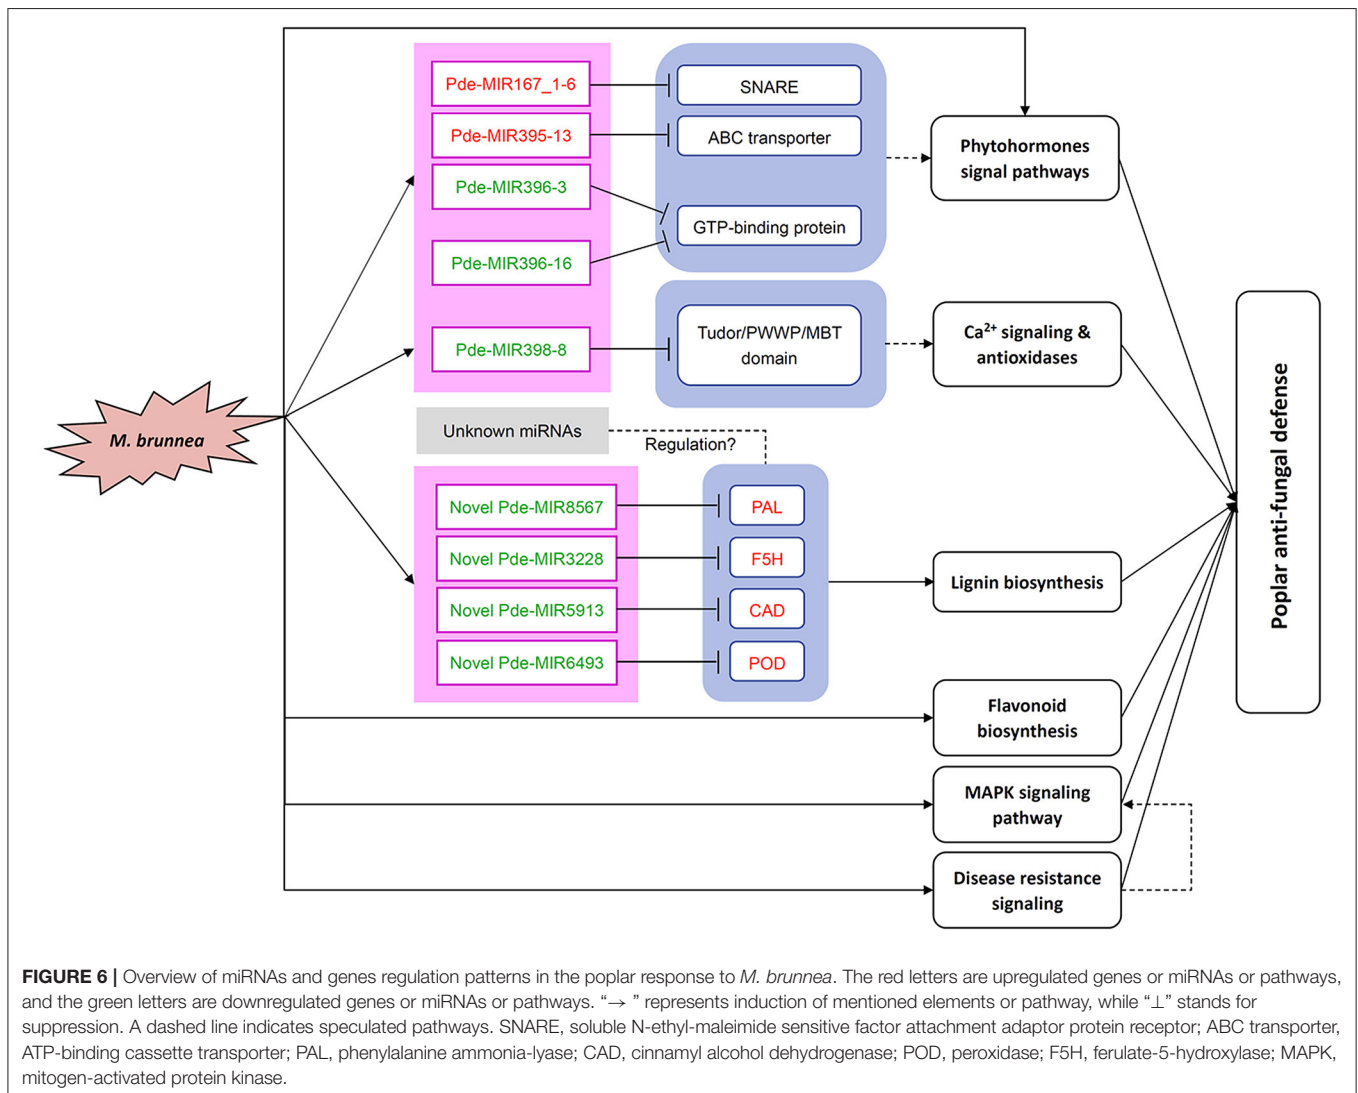 Pde-MIR167_1-6
SNARE
Pde-MIR395-13
ABC transporter
Pde-MIR396-3
GTP-binding protein
Pde-MIR396-16
Phytohormones
signal pathways
Pde-MIR398-8
Tudor/PWWP/MBT
domain
Ca²⁺ signaling &
antioxidases
M. brunnea
Unknown miRNAs
Regulation?
Novel Pde-MIR8567
PAL
Novel Pde-MIR3228
F5H
Novel Pde-MIR5913
CAD
Novel Pde-MIR6493
POD
Lignin biosynthesis
Flavonoid
biosynthesis
MAPK signaling
pathway
Disease resistance
signaling
Poplar anti-fungal defense
FIGURE 6 | Overview of miRNAs and genes regulation patterns in the poplar response to M. brunnea. The red letters are upregulated genes or miRNAs or pathways,
and the green letters are downregulated genes or miRNAs or pathways. “→ ” represents induction of mentioned elements or pathway, while “⊥” stands for
suppression. A dashed line indicates speculated pathways. SNARE, soluble N-ethyl-maleimide sensitive factor attachment adaptor protein receptor; ABC transporter,
ATP-binding cassette transporter; PAL, phenylalanine ammonia-lyase; CAD, cinnamyl alcohol dehydrogenase; POD, peroxidase; F5H, ferulate-5-hydroxylase; MAPK,
mitogen-activated protein kinase.